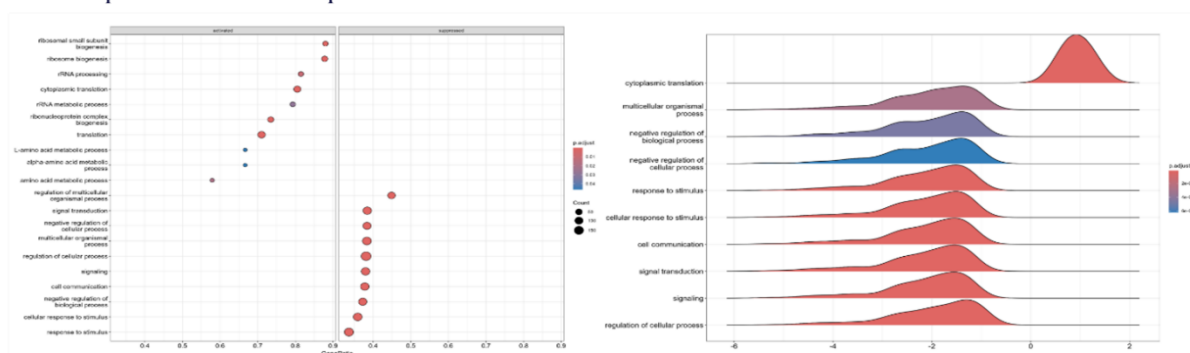 activated
suppressed
ribosomal small subunit
biogenesis
ribosome biogenesis
rRNA processing
cytoplasmic translation
rRNA metabolic process
ribonucleoprotein complex
biogenesis
translation
L-amino acid metabolic process
alpha-amino acid metabolic
process
amino acid metabolic process
regulation of multicellular
organismal process
signal transduction
negative regulation of
cellular process
multicellular organismal
process
regulation of cellular process
signaling
cell communication
negative regulation of
biological process
cellular response to stimulus
response to stimulus
0.4 0.5 0.6 0.7 0.8 0.9 0.4 0.5 0.6 0.7 0.8 0.9
p.adjust
0.01
0.02
0.03
0.04
Count
cytoplasmic translation
multicellular organismal
process
negative regulation of
biological process
negative regulation of
cellular process
response to stimulus
cellular response to stimulus
cell communication
signal transduction
signaling
regulation of cellular process
-6 -4 -2 0 2
p.adjust